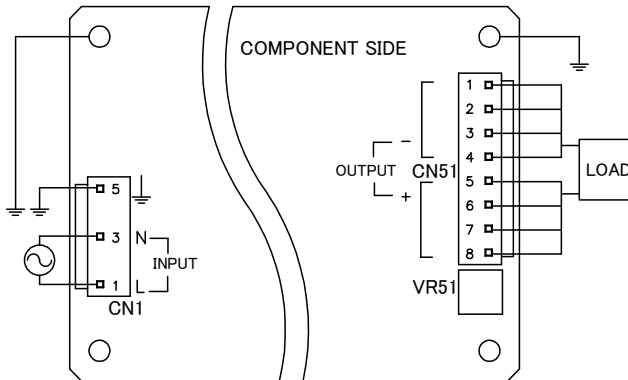 COMPONENT SIDE
1
2
3
4
5
6
7
8
−
OUTPUT
+
CN51
LOAD
VR51
5
3
1
N
INPUT
L
CN1